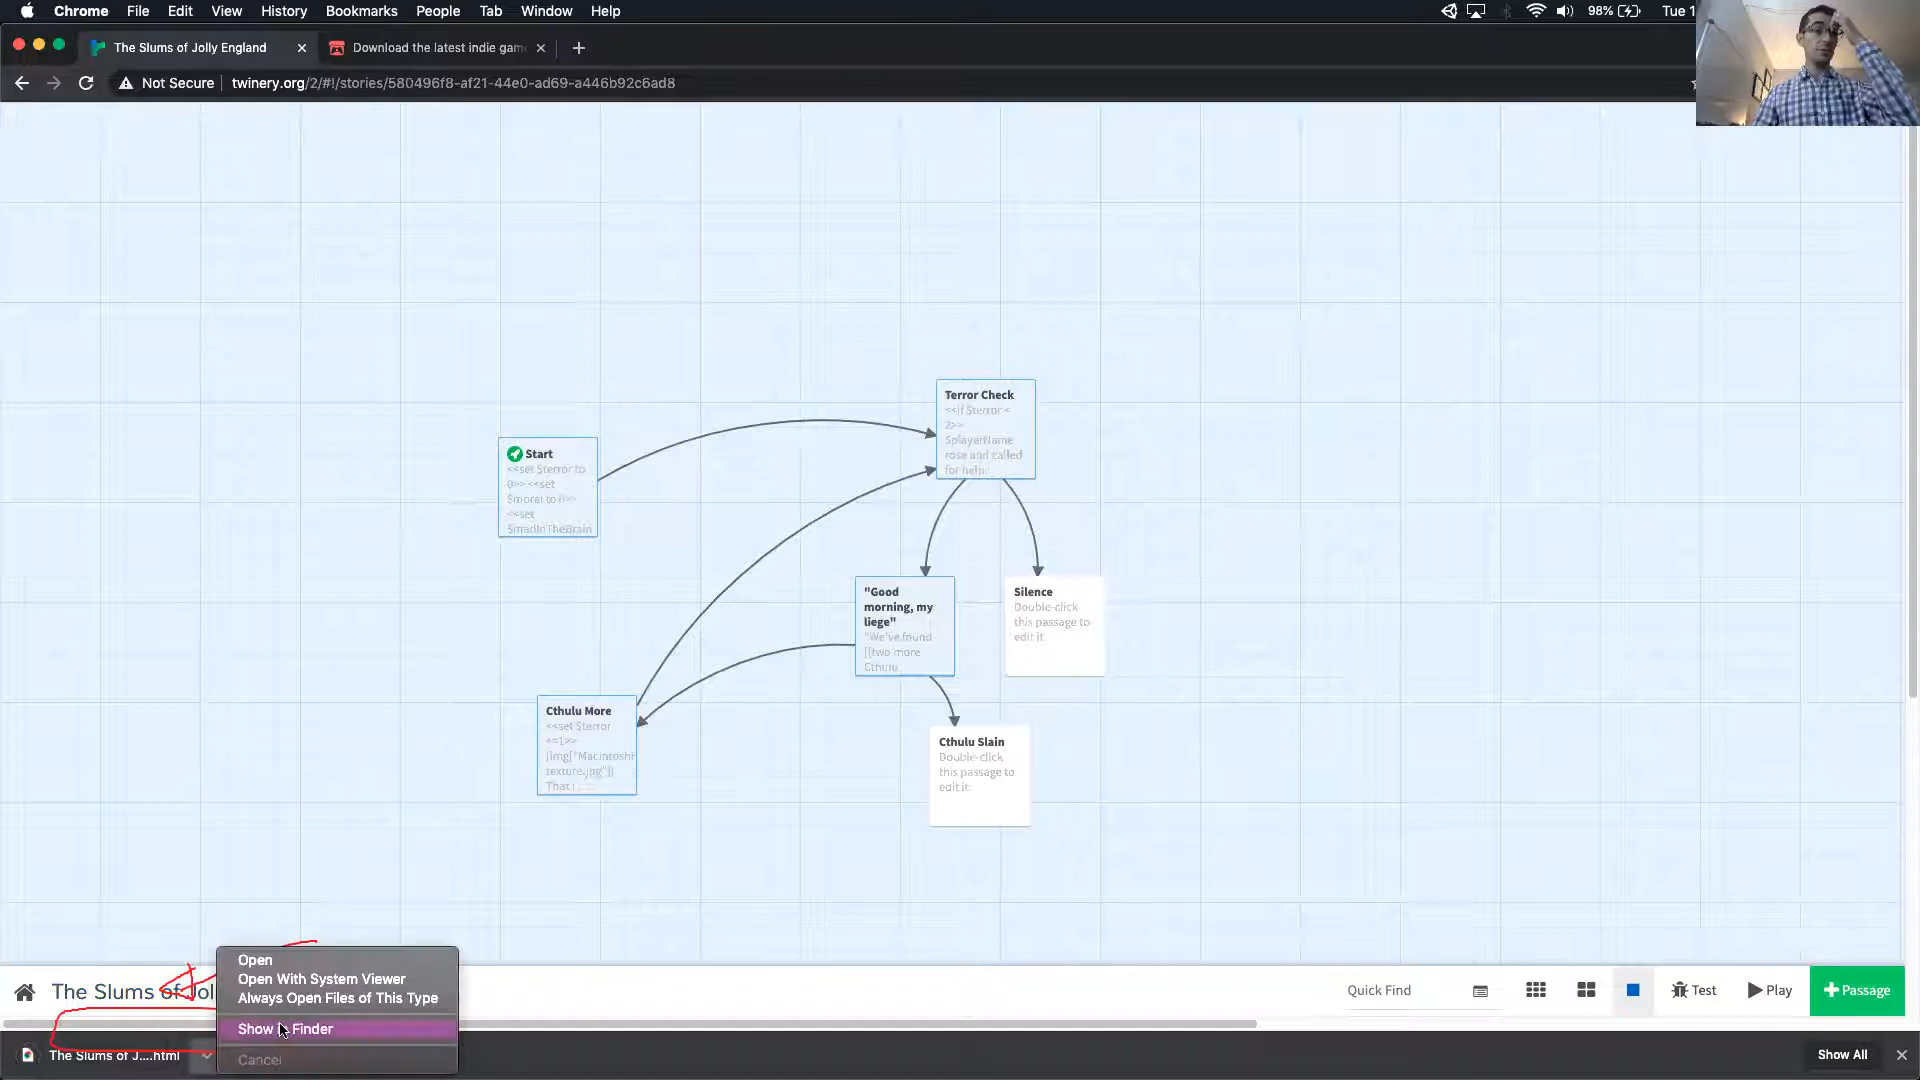 Chrome File Edit View History Bookmarks People Tab Window Help
98% Tue 1
The Slums of Jolly England
Download the latest indie gam
Not Secure twinery.org/2/#!/stories/580496f8-af21-44e0-ad69-a446b92c6ad8
Terror Check
<<if $terror <
2>>
$playerName
rose and called
for help.
Start
<<set $terror to
0>> <<set
$moral to 0>>
<<set
$madInTheBrain
"Good
morning, my
liege"
"We've found
[[two more
Cthulu
Silence
Double-click
this passage to
edit it.
Cthulu More
<<set $terror
+=1>>
[img["Macintosh
texture.jpg"]]
That i
Cthulu Slain
Double-click
this passage to
edit it.
Open
Open With System Viewer
Always Open Files of This Type
Show Finder
Cancel
The Slums of Jol
Quick Find
Test
Play
+Passage
The Slums of J....html
Show All